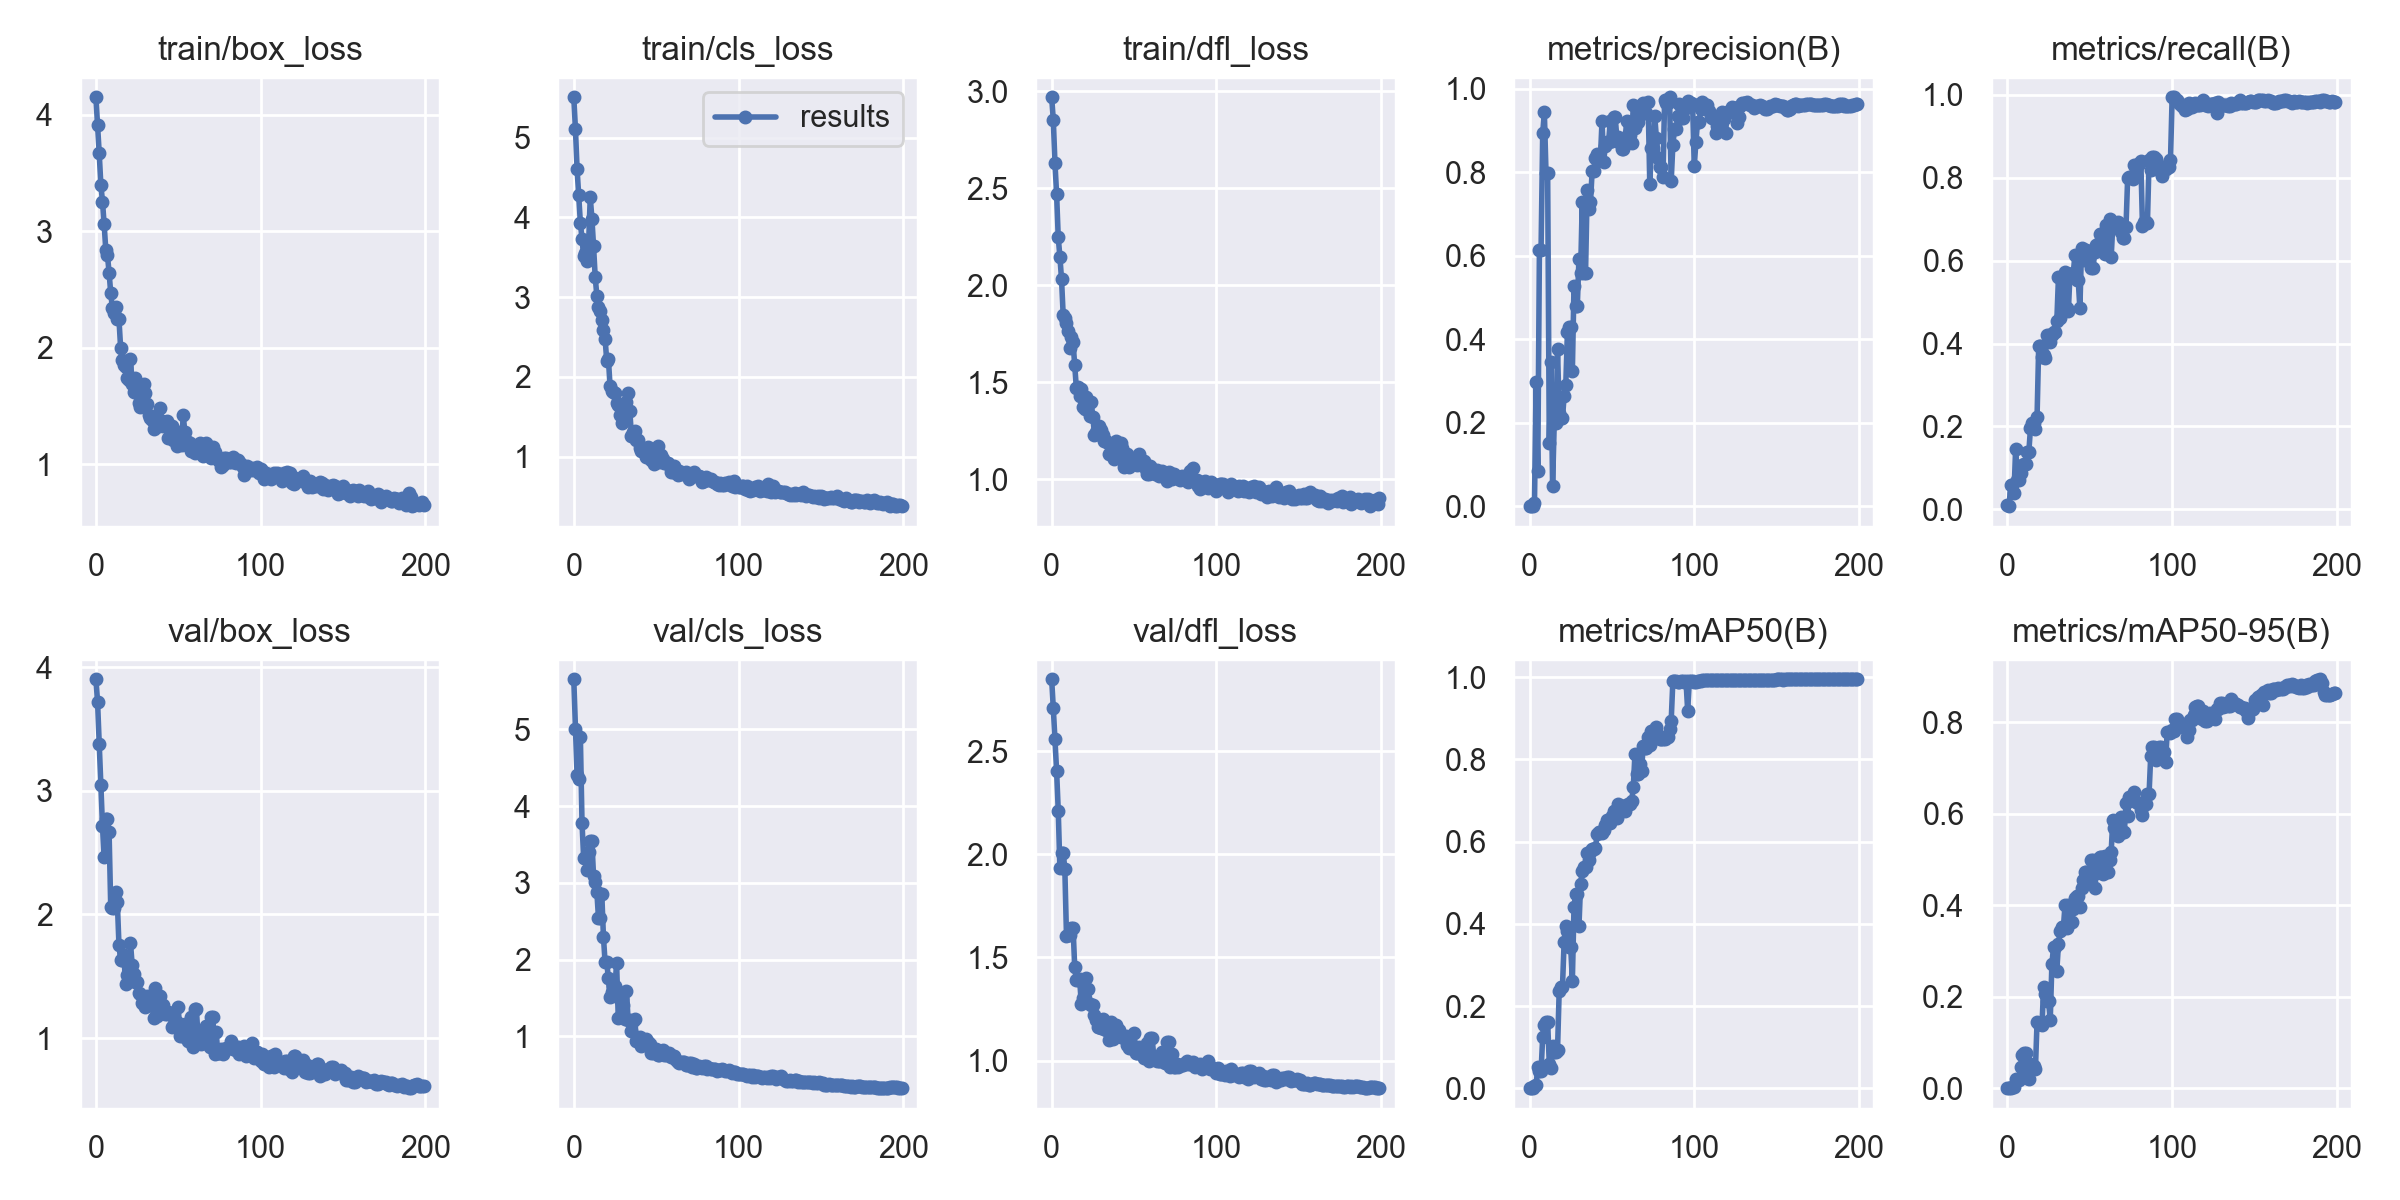 train/box_loss
train/cls_loss
train/dfl_loss
metrics/precision(B)
metrics/recall(B)
4
3
2
1
0 100 200
results
5
4
3
2
1
0 100 200
3.0
2.5
2.0
1.5
1.0
0 100 200
1.0
0.8
0.6
0.4
0.2
0.0
0 100 200
1.0
0.8
0.6
0.4
0.2
0.0
0 100 200
val/box_loss
val/cls_loss
val/dfl_loss
metrics/mAP50(B)
metrics/mAP50-95(B)
4
3
2
1
0 100 200
5
4
3
2
1
0 100 200
2.5
2.0
1.5
1.0
0 100 200
1.0
0.8
0.6
0.4
0.2
0.0
0 100 200
0.8
0.6
0.4
0.2
0.0
0 100 200